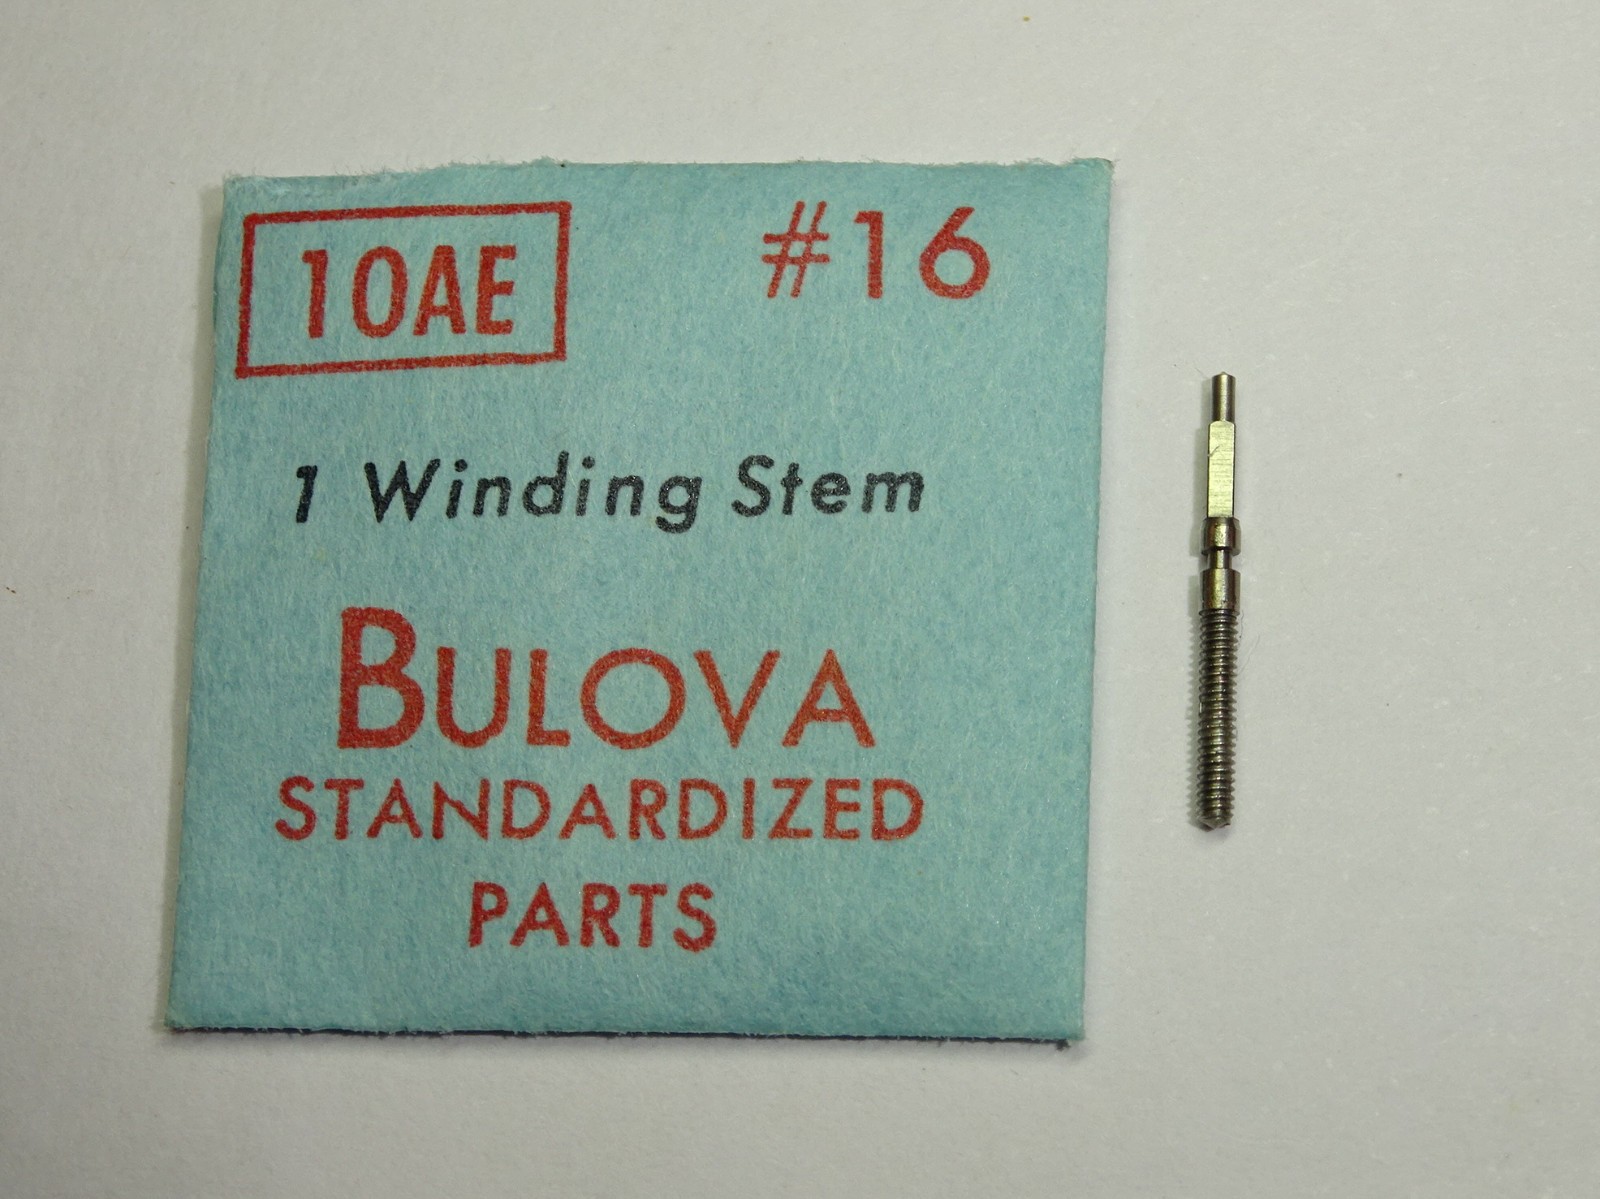 10AE #16
1 Winding Stem
BULOVA
STANDARDIZED
PARTS